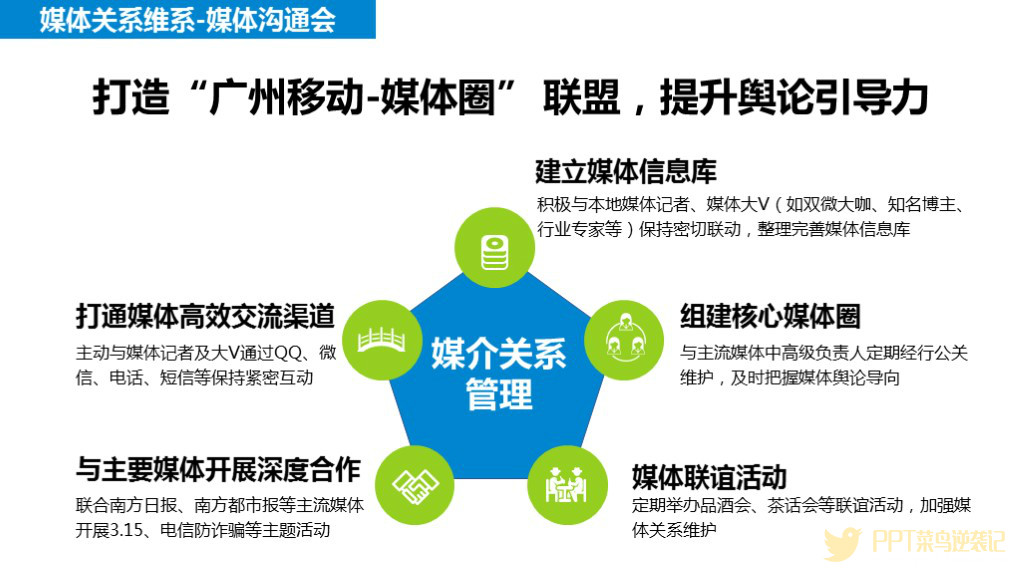 媒体关系维系-媒体沟通会
打造“广州移动-媒体圈”联盟，提升舆论引导力
建立媒体信息库
积极与本地媒体记者、媒体大V（如双微大咖、知名博主、
行业专家等）保持密切联动，整理完善媒体信息库
打通媒体高效交流渠道
主动与媒体记者及大V通过QQ、微
信、电话、短信等保持紧密互动
媒介关系
管理
组建核心媒体圈
与主流媒体中高级负责人定期经行公关
维护，及时把握媒体舆论导向
与主要媒体开展深度合作
联合南方日报、南方都市报等主流媒体
开展3.15、电信防诈骗等主题活动
媒体联谊活动
定期举办品酒会、茶话会等联谊活动，加强媒
体关系维护
PPT菜鸟逆袭记